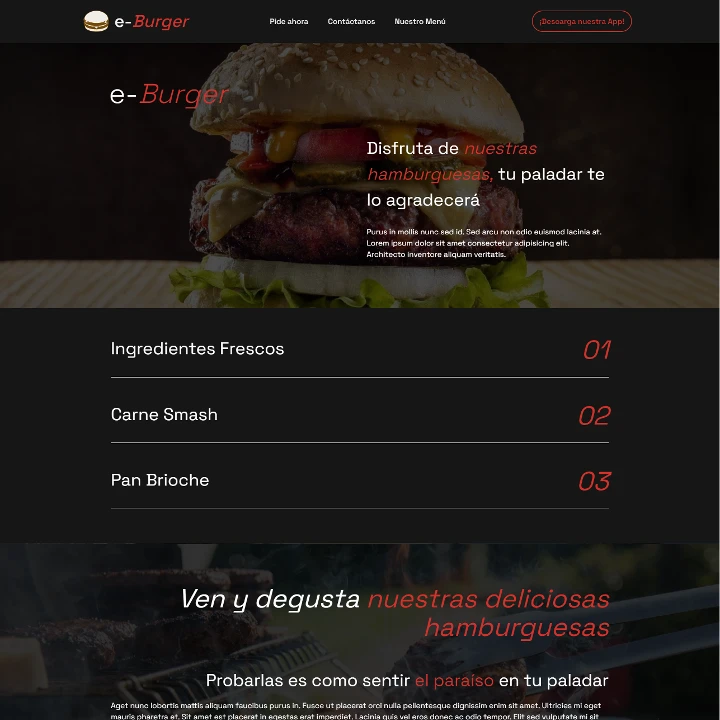 e-Burger
Pide ahora
Contáctanos
Nuestro Menú
¡Descarga nuestra App!
e-Burger
Disfruta de nuestras
hamburguesas, tu paladar te
lo agradecerá
Purus in mollis nunc sed id. Sed arcu non odio euismod lacinia at.
Lorem ipsum dolor sit amet consectetur adipisicing elit.
Architecto inventore aliquam veritatis.
Ingredientes Frescos
01
Carne Smash
02
Pan Brioche
03
Ven y degusta nuestras deliciosas
hamburguesas
Probarlas es como sentir el paraíso en tu paladar
Aget nunc lobortis mattis aliquam faucibus purus in. Fusce ut placerat orci nulla pellentesque dignissim enim sit amet. Ultricies mi eget
mauris pharetra et. Sit amet est placerat in egestas erat imperdiet. Lacinia quis vel eros donec ac odio tempor. Elit sed vulputate mi sit